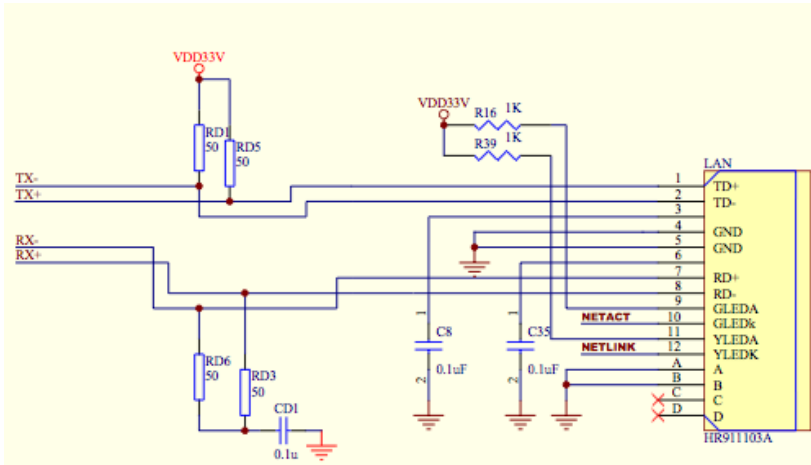 VDD33V
RD1
50
RD5
50
TX-
TX+
RX-
RX+
RD6
50
RD3
50
CD1
0.1u
VDD33V
R16 1K
R39 1K
1
C8
0.1uF
2
1
C35
0.1uF
2
NETACT
NETLINK
LAN
1 TD+
2 TD-
3
4 GND
5 GND
6
7 RD+
8 RD-
9 GLEDA
10 GLEDk
11 YLEDA
12 YLEDK
A A
B B
C C
D D
HR911103A